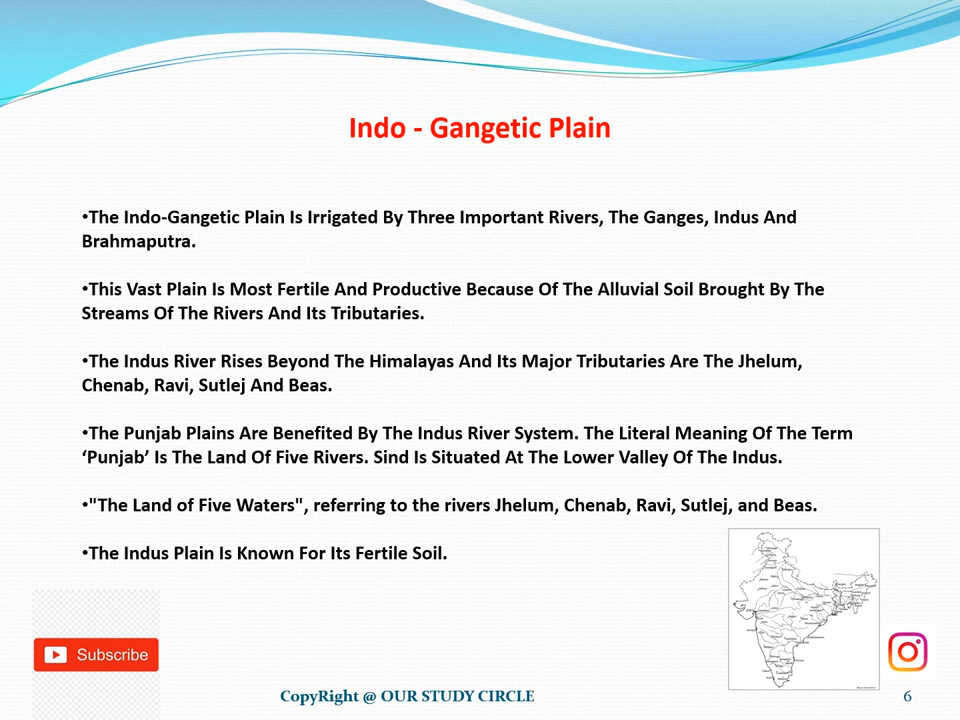 Indo - Gangetic Plain
•The Indo-Gangetic Plain Is Irrigated By Three Important Rivers, The Ganges, Indus And
Brahmaputra.
•This Vast Plain Is Most Fertile And Productive Because Of The Alluvial Soil Brought By The
Streams Of The Rivers And Its Tributaries.
•The Indus River Rises Beyond The Himalayas And Its Major Tributaries Are The Jhelum,
Chenab, Ravi, Sutlej And Beas.
•The Punjab Plains Are Benefited By The Indus River System. The Literal Meaning Of The Term
‘Punjab’ Is The Land Of Five Rivers. Sind Is Situated At The Lower Valley Of The Indus.
•"The Land of Five Waters", referring to the rivers Jhelum, Chenab, Ravi, Sutlej, and Beas.
•The Indus Plain Is Known For Its Fertile Soil.
Subscribe
CopyRight @ OUR STUDY CIRCLE
6